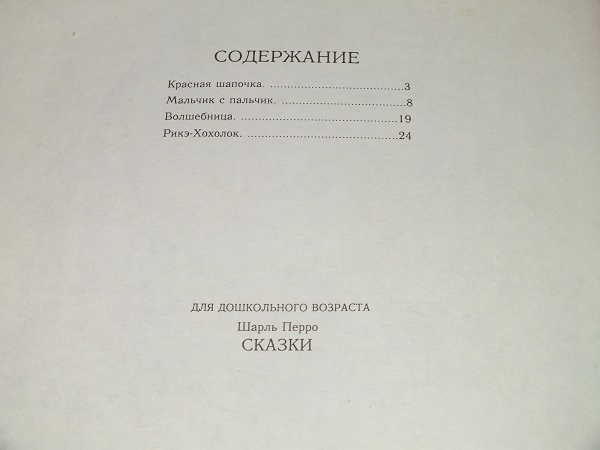 СОДЕРЖАНИЕ
Красная шапочка. ......................................3
Мальчик с пальчик. ...................................8
Волшебница. .............................................19
Рикэ-Хохолок. ...........................................24
ДЛЯ ДОШКОЛЬНОГО ВОЗРАСТА
Шарль Перро
СКАЗКИ